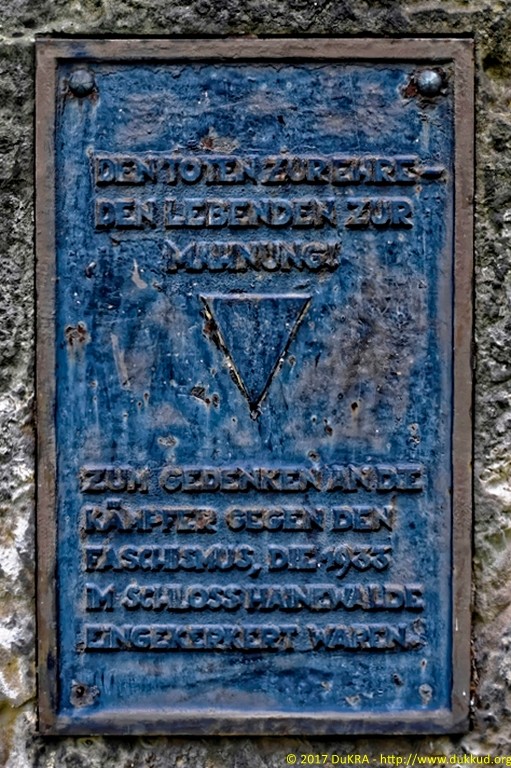 DEN TOTEN ZUR EHRE –
DEN LEBENDEN ZUR
MAHNUNG!
ZUM GEDENKEN AN DIE
KÄMPFER GEGEN DEN
FASCHISMUS, DIE 1933
IM SCHLOSS HAINEWALDE
EINGEKERKERT WAREN.
© 2017 DuKRA - http://www.dukkud.org